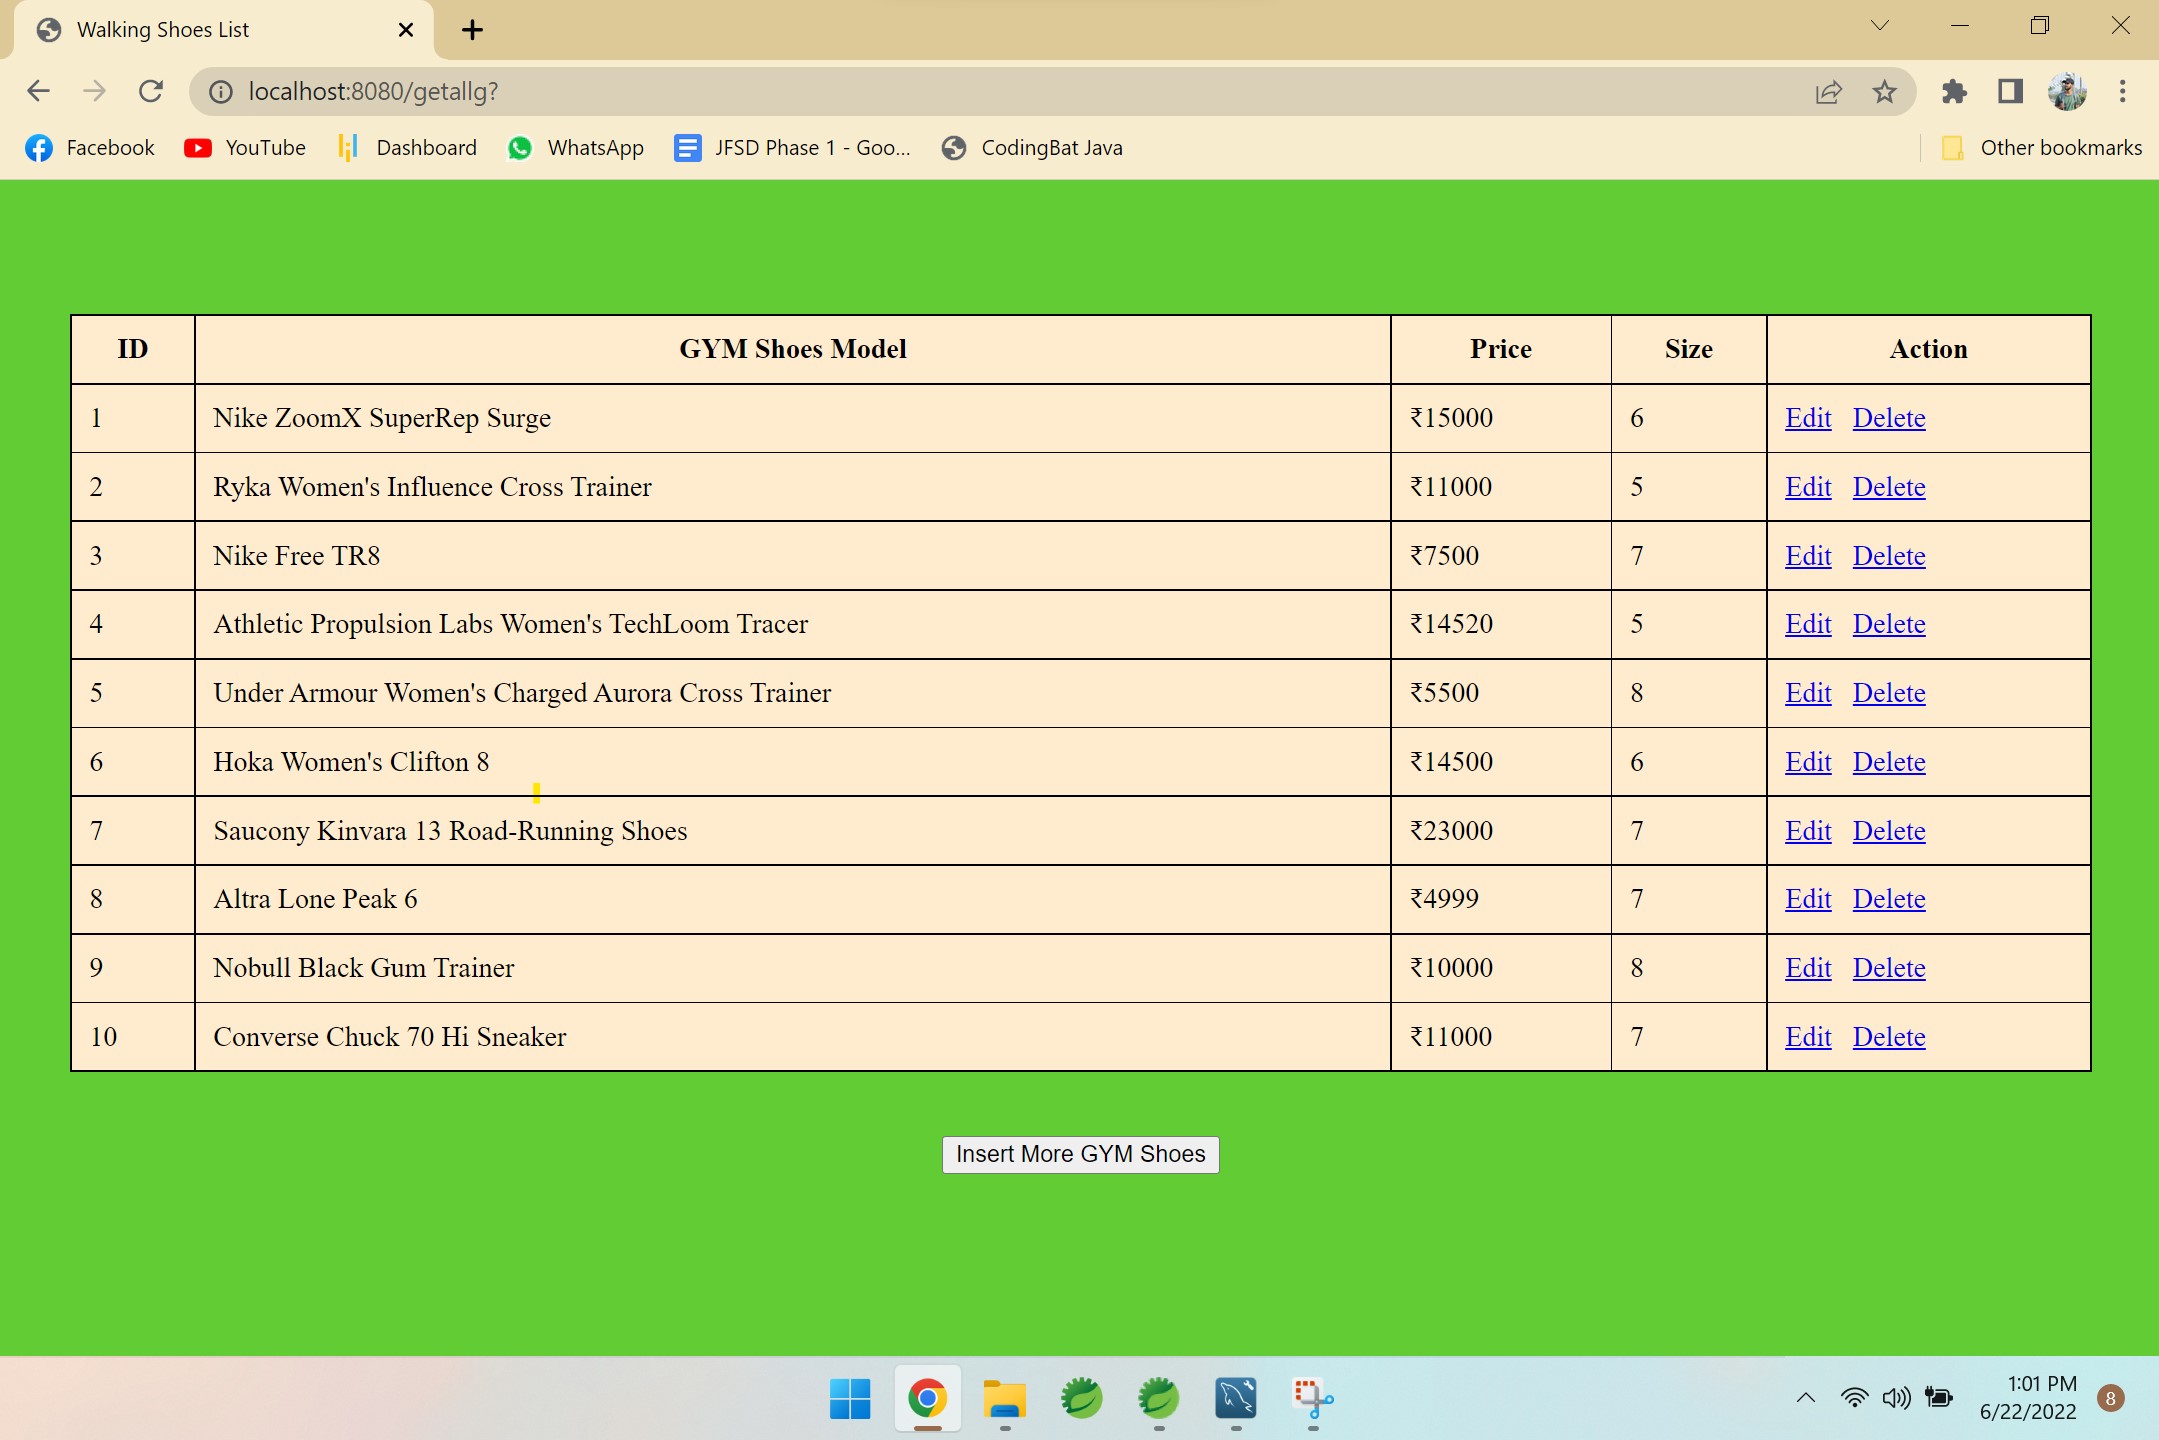 Walking Shoes List
localhost:8080/getallg?
Facebook YouTube Dashboard WhatsApp JFSD Phase 1 - Goo... CodingBat Java Other bookmarks
ID GYM Shoes Model Price Size Action
1 Nike ZoomX SuperRep Surge ₹15000 6 Edit Delete
2 Ryka Women's Influence Cross Trainer ₹11000 5 Edit Delete
3 Nike Free TR8 ₹7500 7 Edit Delete
4 Athletic Propulsion Labs Women's TechLoom Tracer ₹14520 5 Edit Delete
5 Under Armour Women's Charged Aurora Cross Trainer ₹5500 8 Edit Delete
6 Hoka Women's Clifton 8 ₹14500 6 Edit Delete
7 Saucony Kinvara 13 Road-Running Shoes ₹23000 7 Edit Delete
8 Altra Lone Peak 6 ₹4999 7 Edit Delete
9 Nobull Black Gum Trainer ₹10000 8 Edit Delete
10 Converse Chuck 70 Hi Sneaker ₹11000 7 Edit Delete
Insert More GYM Shoes
1:01 PM
6/22/2022
8